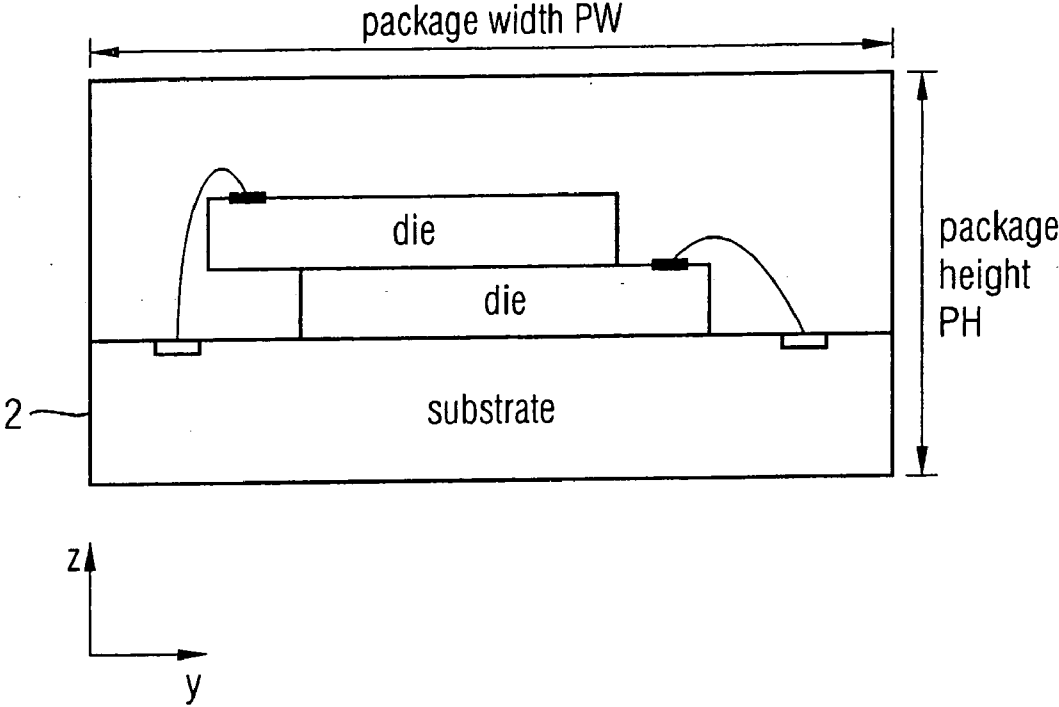 package width PW
die
die
package
height
PH
2
substrate
z
y